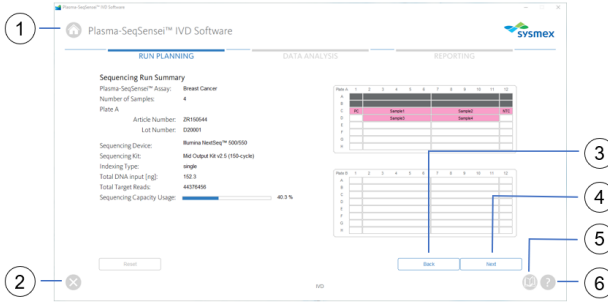 Plasma-SeqSensei™ IVD Software
1
Plasma-SeqSensei™ IVD Software
sysmex
RUN PLANNING
DATA ANALYSIS
REPORTING
Sequencing Run Summary
Plasma-SeqSensei™ Assay: Breast Cancer
Number of Samples: 4
Plate A
Article Number: ZR150544
Lot Number: D20001
Sequencing Device: Illumina NextSeq™ 500/550
Sequencing Kit: Mid Output Kit v2.5 (150-cycle)
Indexing Type: single
Total DNA input [ng]: 152.3
Total Target Reads: 44376456
Sequencing Capacity Usage: 40.3 %
Plate A 1 2 3 4 5 6 7 8 9 10 11 12
A
B
C PC Sample1 Sample2 NTC
D Sample3 Sample4
E
F
G
H
Plate B 1 2 3 4 5 6 7 8 9 10 11 12
A
B
C
D
E
F
G
H
3
4
5
Reset
Back
Next
2
IVD
?
6